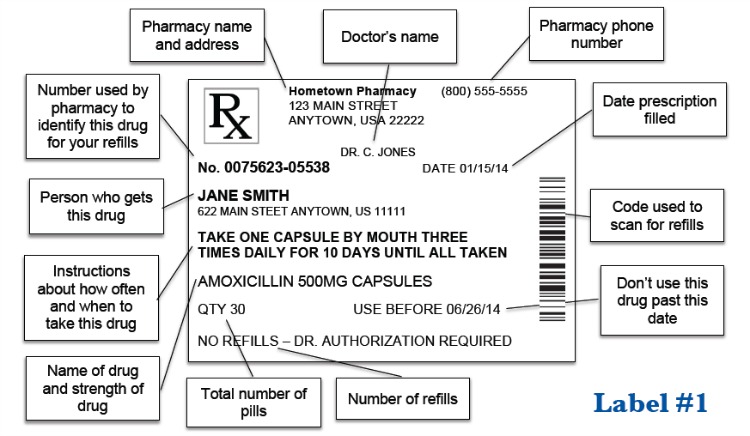 Pharmacy name
and address
Doctor's name
Pharmacy phone
number
Number used by
pharmacy to
identify this drug
for your refills
Rx
Hometown Pharmacy
(800) 555-5555
123 MAIN STREET
ANYTOWN, USA 22222
Date prescription
filled
DR. C. JONES
No. 0075623-05538
DATE 01/15/14
Person who gets
this drug
JANE SMITH
622 MAIN STEET ANYTOWN, US 11111
Code used to
scan for refills
TAKE ONE CAPSULE BY MOUTH THREE
TIMES DAILY FOR 10 DAYS UNTIL ALL TAKEN
Instructions
about how often
and when to
take this drug
AMOXICILLIN 500MG CAPSULES
Don't use this
drug past this
date
QTY 30
USE BEFORE 06/26/14
NO REFILLS – DR. AUTHORIZATION REQUIRED
Name of drug
and strength of
drug
Total number of
pills
Number of refills
Label #1